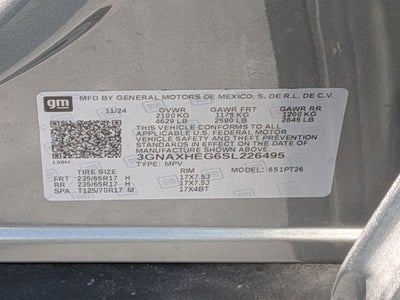 gm MFD BY GENERAL MOTORS DE MEXICO, S. DE R.L. DE C.V.
11/24 GVWR GAWR FRT GAWR RR
2100 KG 1175 KG 1200 KG
4629 LB 2590 LB 2645 LB
THIS VEHICLE CONFORMS TO ALL
APPLICABLE U.S. FEDERAL MOTOR
VEHICLE SAFETY AND THEFT PREVENTION
STANDARDS IN EFFECT ON THE DATE OF
MANUFACTURE SHOWN ABOVE.
3GNAXHEG6SL226495
TYPE: MPV MODEL: 651PT26
TIRE SIZE RIM
FRT 235/65R17 H 17X7.5J
RR 235/65R17 H 17X7.5J
SPA T125/70R17 M 17X4BT